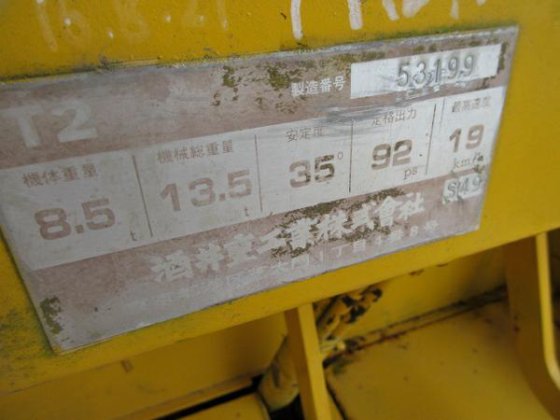 製造番号 53199
T2
機体重量 機械総重量 安定度 定格出力 最高速度
8.5 t 13.5 t 35° 92 ps 19 km/h
S49
酒井重工業株式會社